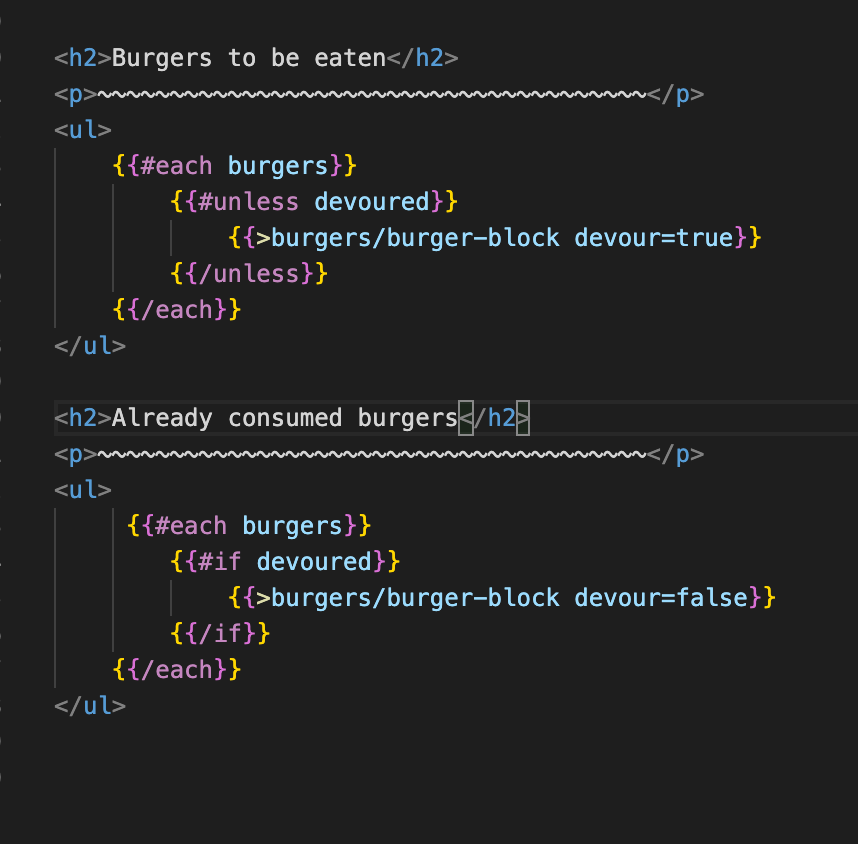 <h2>Burgers to be eaten</h2>
<p>~~~~~~~~~~~~~~~~~~~~~~~~~~~~~~~~~~~~~~</p>
<ul>
    {{#each burgers}}
        {{#unless devoured}}
            {{>burgers/burger-block devour=true}}
        {{/unless}}
    {{/each}}
</ul>
<h2>Already consumed burgers</h2>
<p>~~~~~~~~~~~~~~~~~~~~~~~~~~~~~~~~~~~~~~</p>
<ul>
     {{#each burgers}}
        {{#if devoured}}
            {{>burgers/burger-block devour=false}}
        {{/if}}
    {{/each}}
</ul>